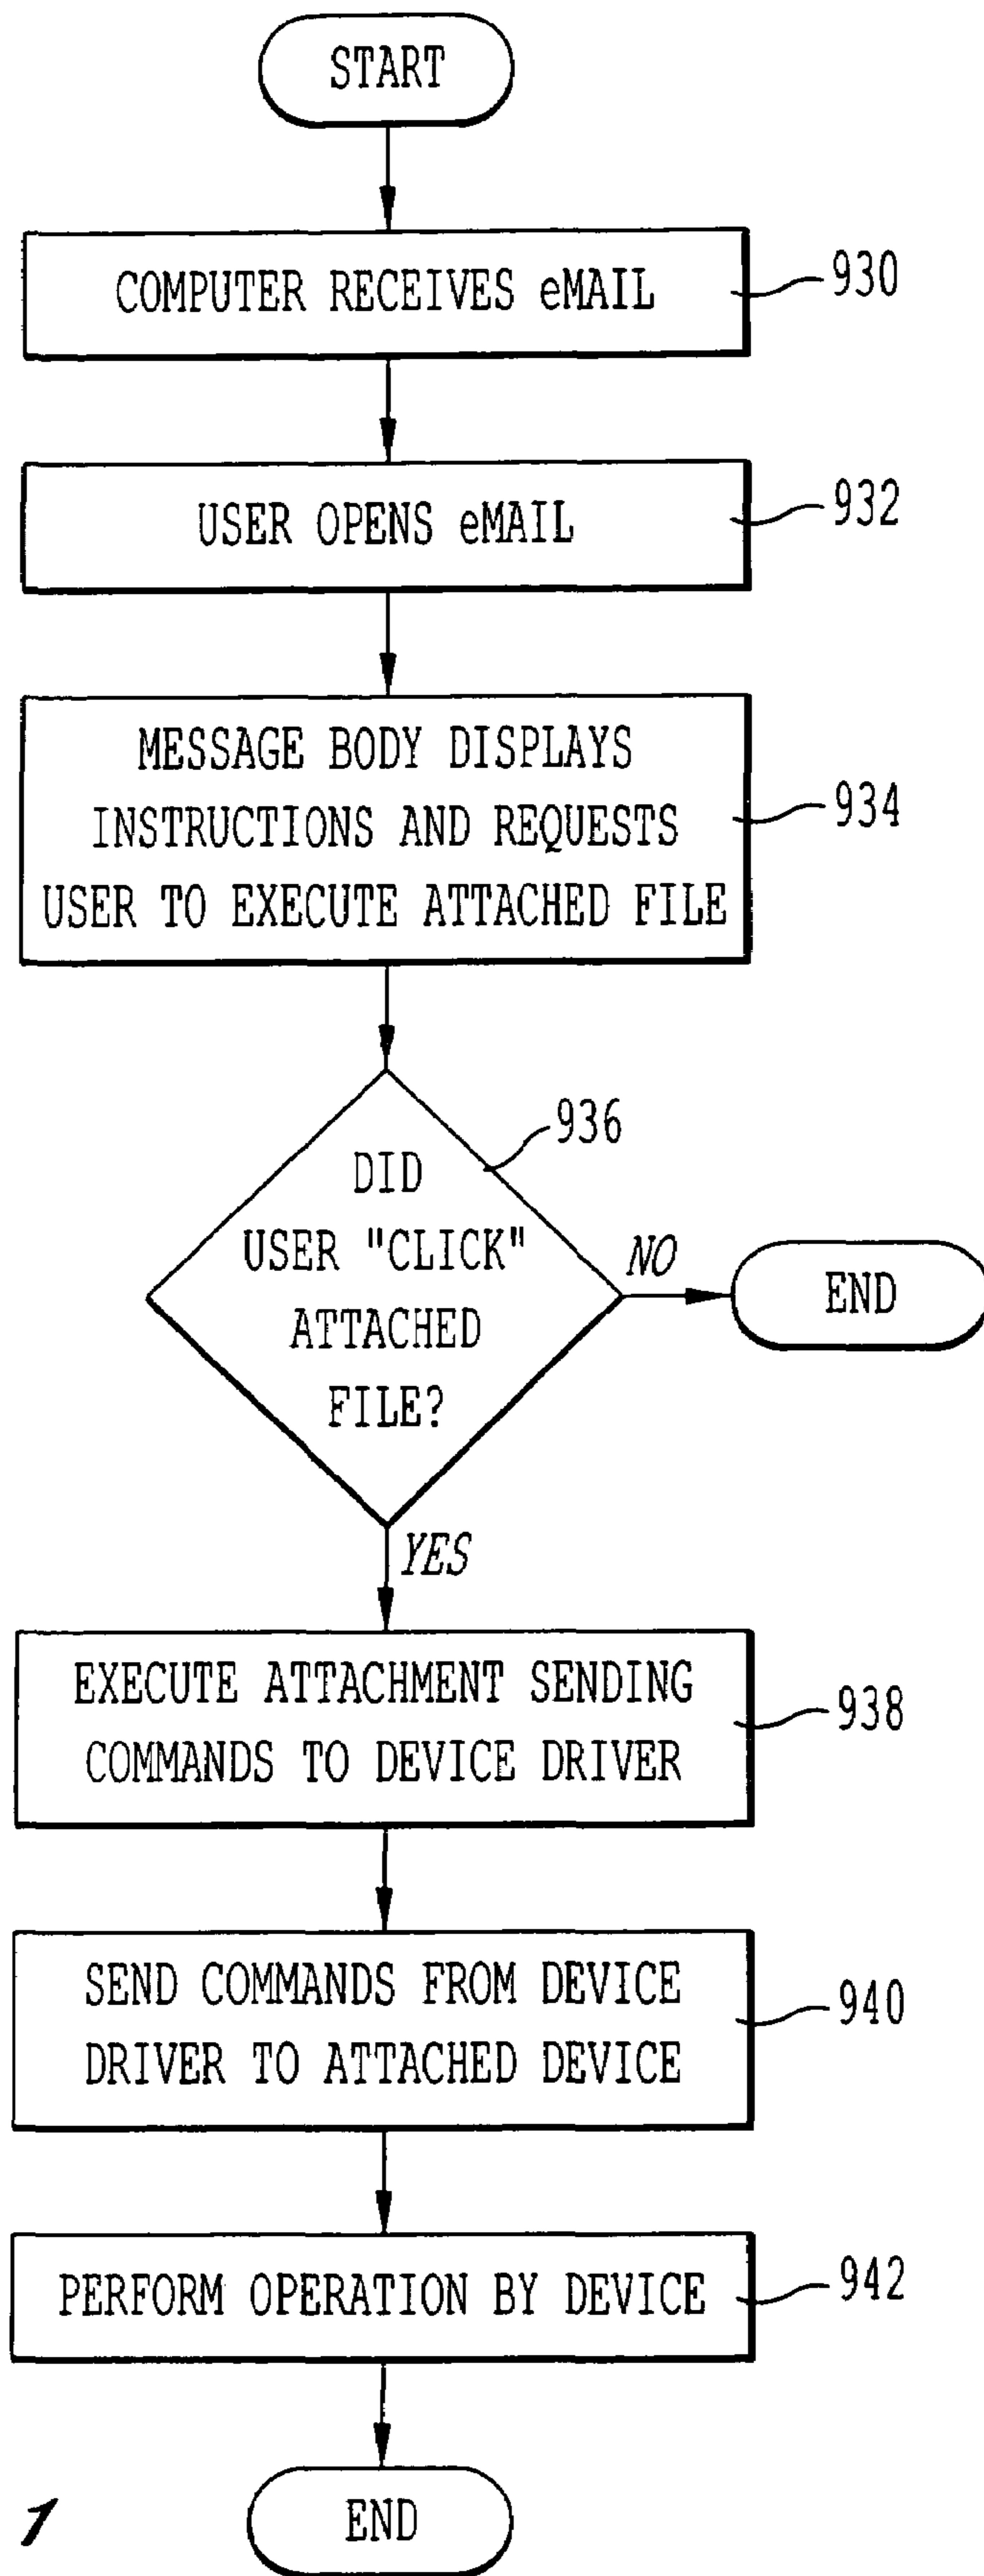 START
COMPUTER RECEIVES eMAIL
930
USER OPENS eMAIL
932
MESSAGE BODY DISPLAYS
INSTRUCTIONS AND REQUESTS
USER TO EXECUTE ATTACHED FILE
934
936
DID
USER "CLICK"
ATTACHED
FILE?
NO
END
YES
EXECUTE ATTACHMENT SENDING
COMMANDS TO DEVICE DRIVER
938
SEND COMMANDS FROM DEVICE
DRIVER TO ATTACHED DEVICE
940
PERFORM OPERATION BY DEVICE
942
END
1